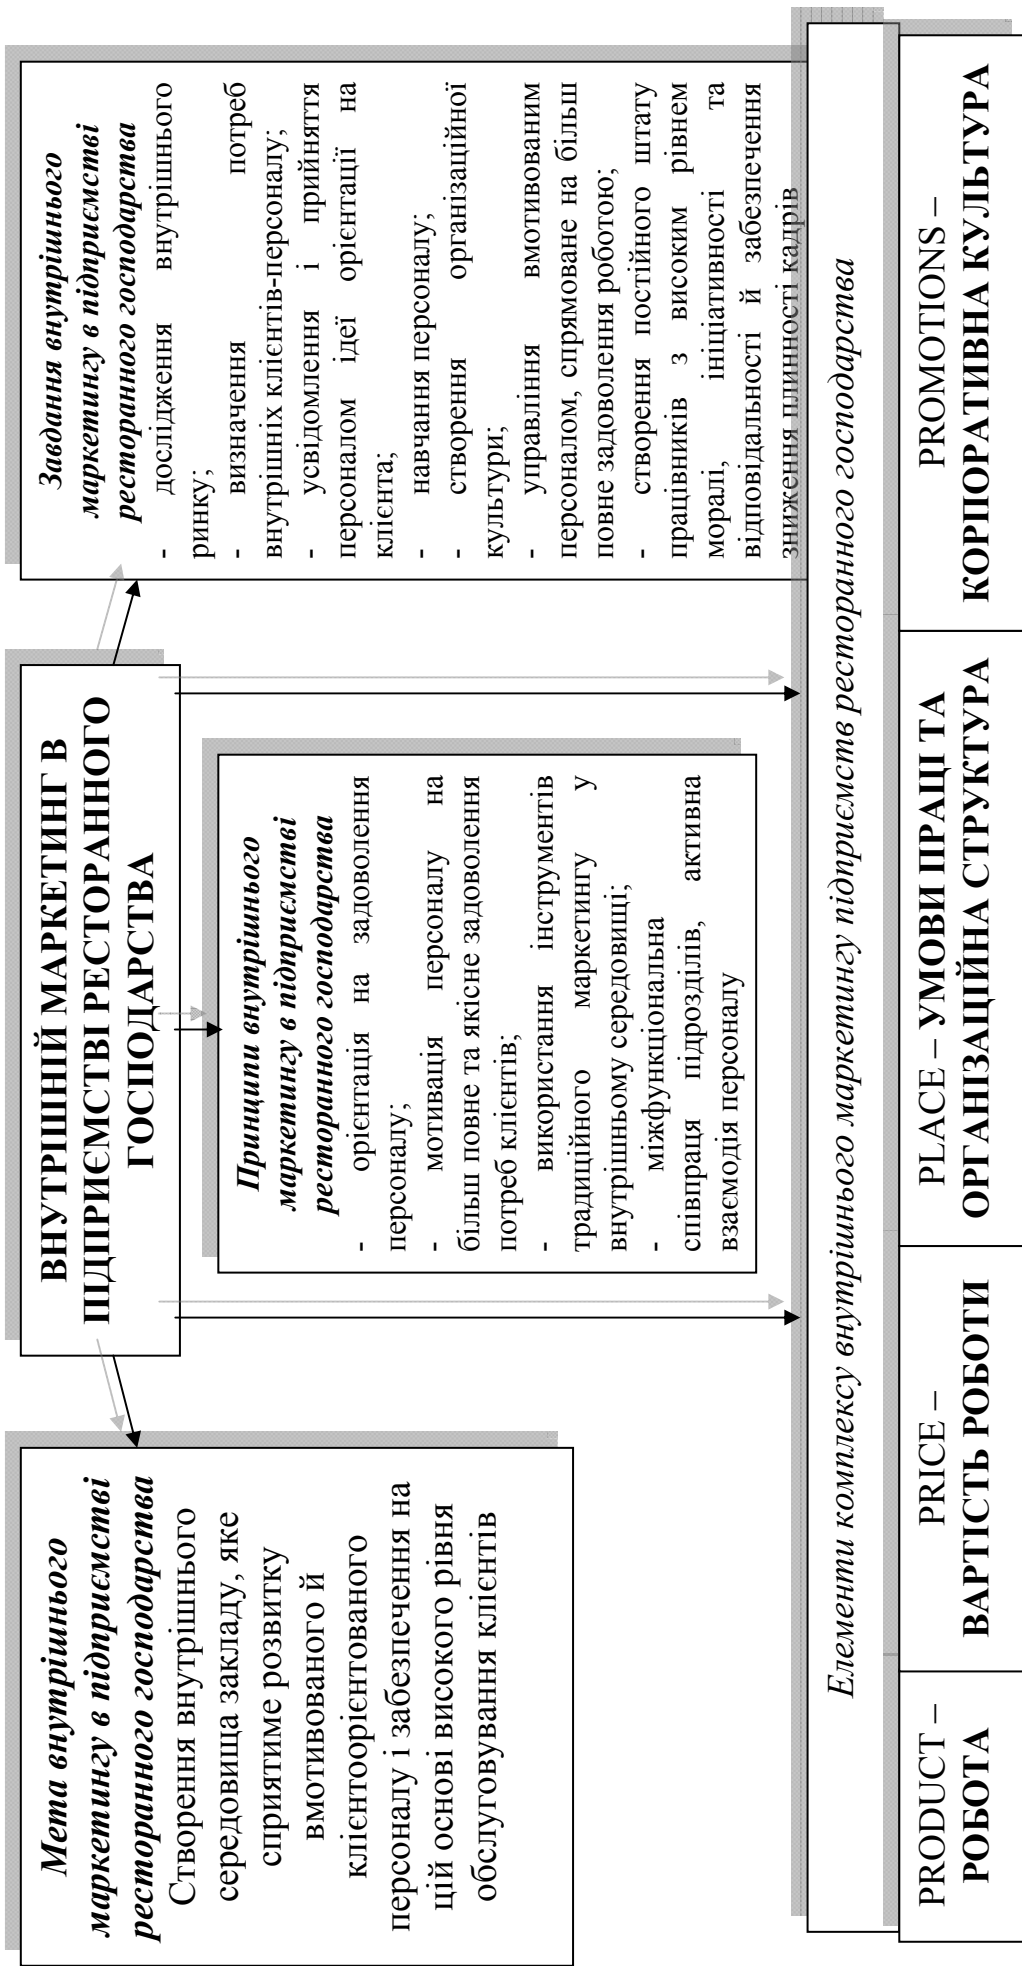 ВНУТРІШНІЙ МАРКЕТИНГ В
ПІДПРИЄМСТВІ РЕСТОРАННОГО
ГОСПОДАРСТВА
Мета внутрішнього
маркетингу в підприємстві
ресторанного господарства
Створення внутрішнього
середовища закладу, яке
сприятиме розвитку
вмотивованого й
клієнтоорієнтованого
персоналу і забезпечення на
цій основі високого рівня
обслуговування клієнтів
Принципи внутрішнього
маркетингу в підприємстві
ресторанного господарства
- орієнтація на задоволення
персоналу;
- мотивація персоналу на
більш повне та якісне задоволення
потреб клієнтів;
- використання інструментів
традиційного маркетингу у
внутрішньому середовищі;
- міжфункціональна
співпраця підрозділів, активна
взаємодія персоналу
Завдання внутрішнього
маркетингу в підприємстві
ресторанного господарства
- дослідження внутрішнього
ринку;
- визначення потреб
внутрішніх клієнтів-персоналу;
- усвідомлення і прийняття
персоналом ідеї орієнтації на
клієнта;
- навчання персоналу;
- створення організаційної
культури;
- управління вмотивованим
персоналом, спрямоване на більш
повне задоволення роботою;
- створення постійного штату
працівників з високим рівнем
моралі, ініціативності та
відповідальності й забезпечення
зниження плинності кадрів
Елементи комплексу внутрішнього маркетингу підприємств ресторанного господарства
PRODUCT –
РОБОТА
PRICE –
ВАРТІСТЬ РОБОТИ
PLACE – УМОВИ ПРАЦІ ТА
ОРГАНІЗАЦІЙНА СТРУКТУРА
PROMOTIONS –
КОРПОРАТИВНА КУЛЬТУРА